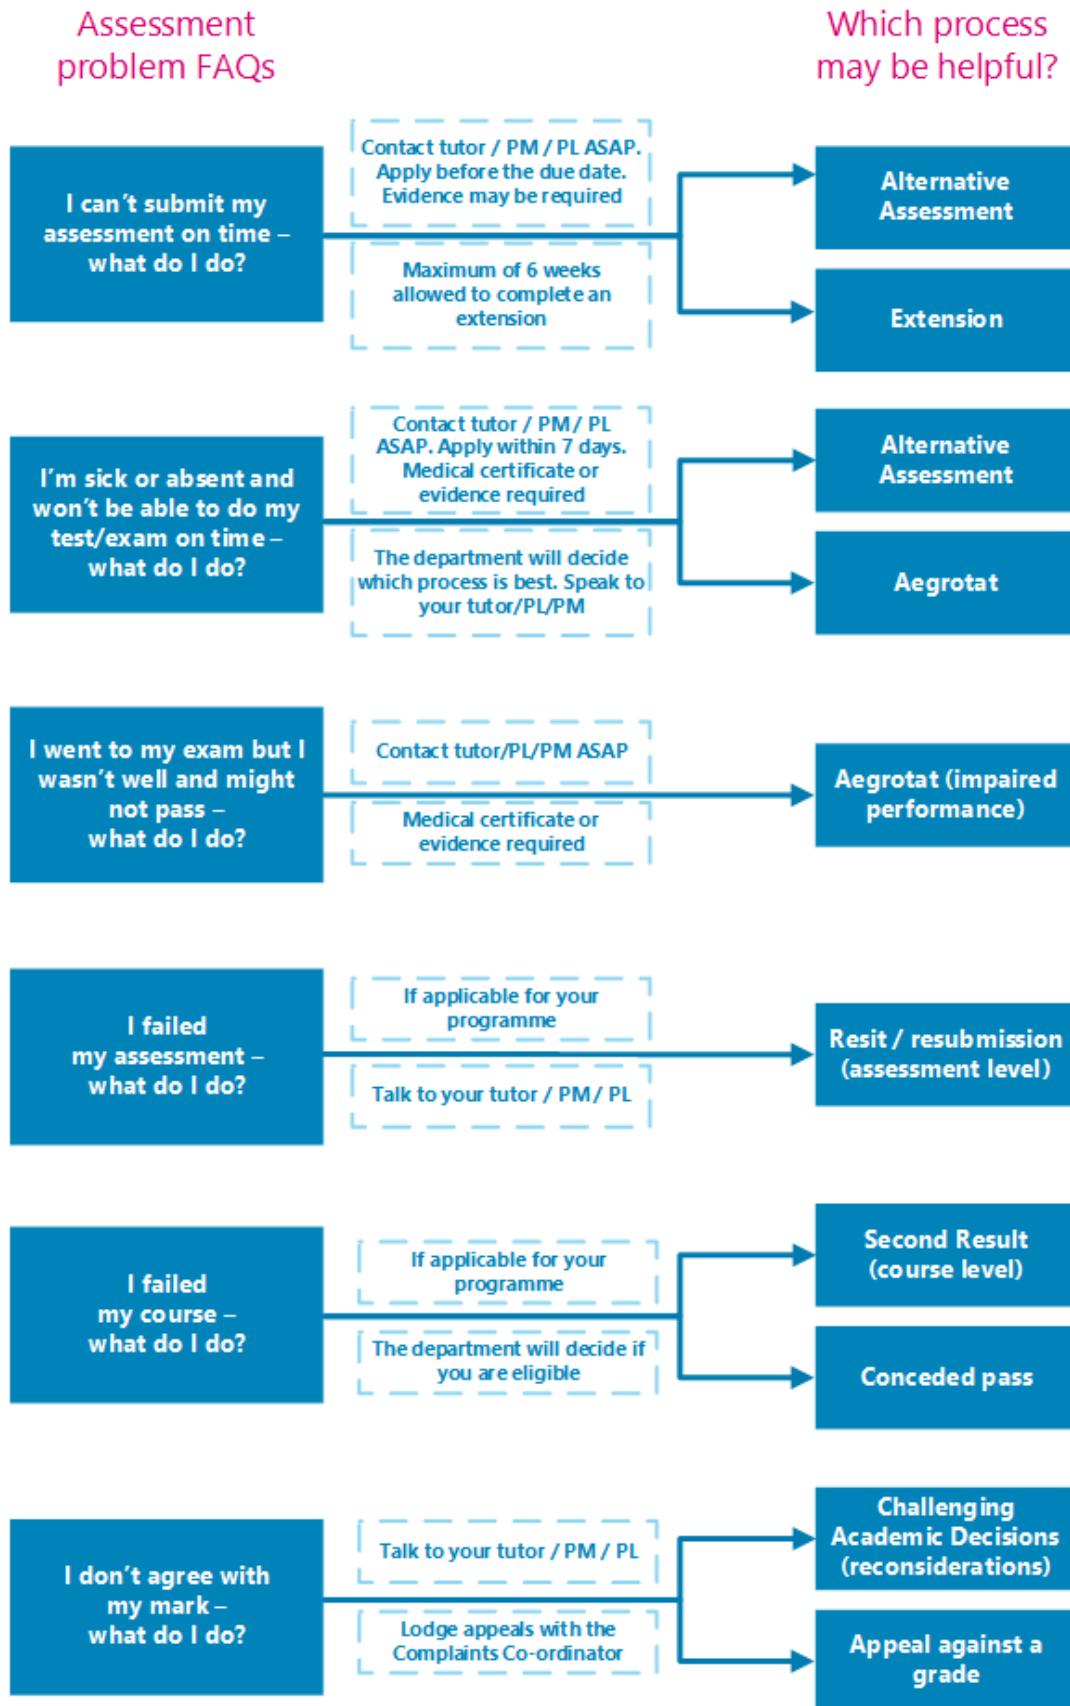 Assessment
problem FAQs
Which process
may be helpful?
I can't submit my
assessment on time –
what do I do?
Contact tutor / PM / PL ASAP.
Apply before the due date.
Evidence may be required
Maximum of 6 weeks
allowed to complete an
extension
Alternative
Assessment
Extension
I'm sick or absent and
won't be able to do my
test/exam on time –
what do I do?
Contact tutor / PM / PL
ASAP. Apply within 7 days.
Medical certificate or
evidence required
The department will decide
which process is best. Speak to
your tutor/PL/PM
Alternative
Assessment
Aegrotat
I went to my exam but I
wasn't well and might
not pass –
what do I do?
Contact tutor/PL/PM ASAP
Medical certificate or
evidence required
Aegrotat (impaired
performance)
I failed
my assessment –
what do I do?
If applicable for your
programme
Talk to your tutor / PM / PL
Resit / resubmission
(assessment level)
I failed
my course –
what do I do?
If applicable for your
programme
The department will decide if
you are eligible
Second Result
(course level)
Conceded pass
I don't agree with
my mark –
what do I do?
Talk to your tutor / PM / PL
Lodge appeals with the
Complaints Co-ordinator
Challenging
Academic Decisions
(reconsiderations)
Appeal against a
grade